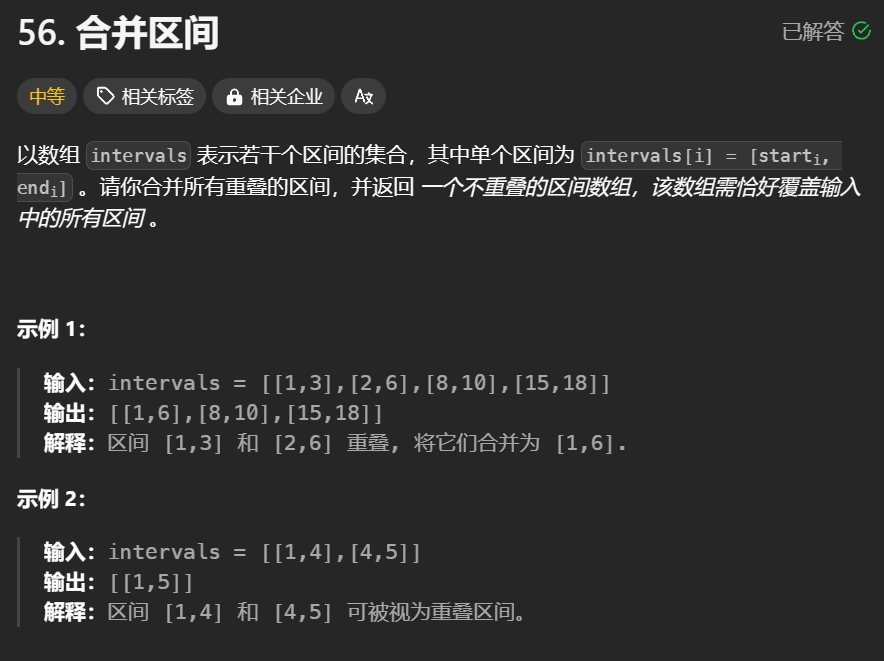 56. 合并区间
已解答
中等 相关标签 相关企业
以数组 intervals 表示若干个区间的集合，其中单个区间为 intervals[i] = [starti,
endi] 。请你合并所有重叠的区间，并返回 一个不重叠的区间数组，该数组需恰好覆盖输入
中的所有区间 。
示例 1：
输入：intervals = [[1,3],[2,6],[8,10],[15,18]]
输出：[[1,6],[8,10],[15,18]]
解释：区间 [1,3] 和 [2,6] 重叠, 将它们合并为 [1,6].
示例 2：
输入：intervals = [[1,4],[4,5]]
输出：[[1,5]]
解释：区间 [1,4] 和 [4,5] 可被视为重叠区间。